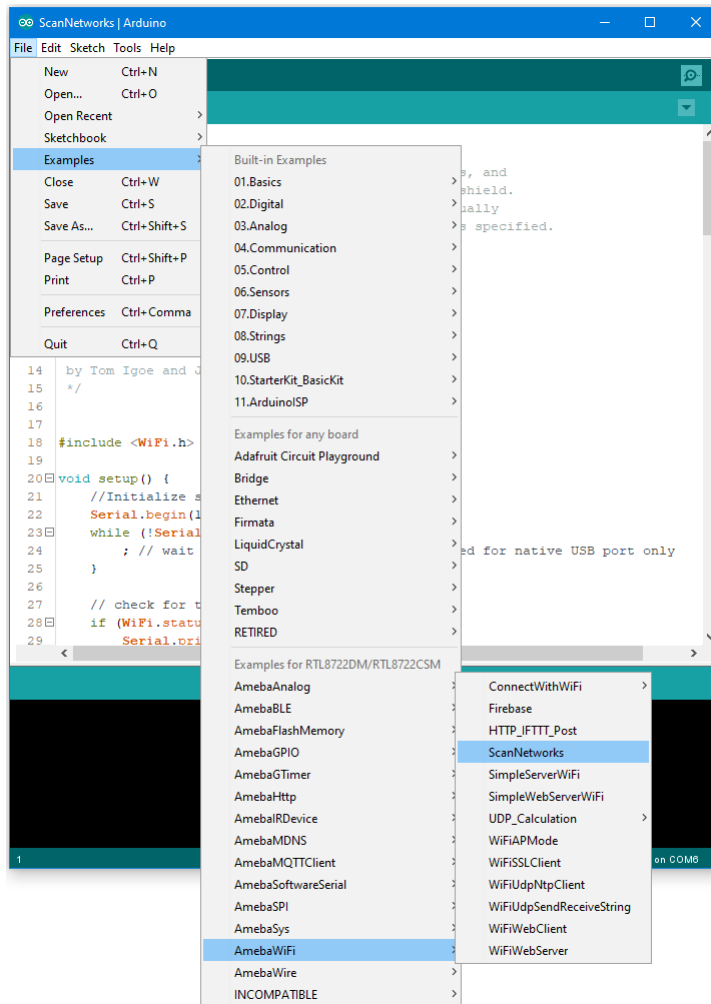 ScanNetworks | Arduino
File Edit Sketch Tools Help
New Ctrl+N
Open... Ctrl+O
Open Recent
Sketchbook
Examples
Close Ctrl+W
Save Ctrl+S
Save As... Ctrl+Shift+S
Page Setup Ctrl+Shift+P
Print Ctrl+P
Preferences Ctrl+Comma
Quit Ctrl+Q
Built-in Examples
01.Basics
02.Digital
03.Analog
04.Communication
05.Control
06.Sensors
07.Display
08.Strings
09.USB
10.StarterKit_BasicKit
11.ArduinoISP
Examples for any board
Adafruit Circuit Playground
Bridge
Ethernet
Firmata
LiquidCrystal
SD
Stepper
Temboo
RETIRED
Examples for RTL8722DM/RTL8722CSM
AmebaAnalog
AmebaBLE
AmebaFlashMemory
AmebaGPIO
AmebaGTimer
AmebaHttp
AmebaIRDevice
AmebaMDNS
AmebaMQTTClient
AmebaSoftwareSerial
AmebaSPI
AmebaSys
AmebaWiFi
AmebaWire
INCOMPATIBLE
ConnectWithWiFi
Firebase
HTTP_IFTTT_Post
ScanNetworks
SimpleServerWiFi
SimpleWebServerWiFi
UDP_Calculation
WiFiAPMode
WiFiSSLClient
WiFiUdpNtpClient
WiFiUdpSendReceiveString
WiFiWebClient
WiFiWebServer
s, and
shield.
ually
s specified.
14 by Tom Igoe and J
15 */
16
17
18 #include <WiFi.h>
19
20 void setup() {
21 //Initialize s
22 Serial.begin(1
23 while (!Serial
24 ; // wait ed for native USB port only
25 }
26
27 // check for t
28 if (WiFi.statu
29 Serial.pri
1 on COM6